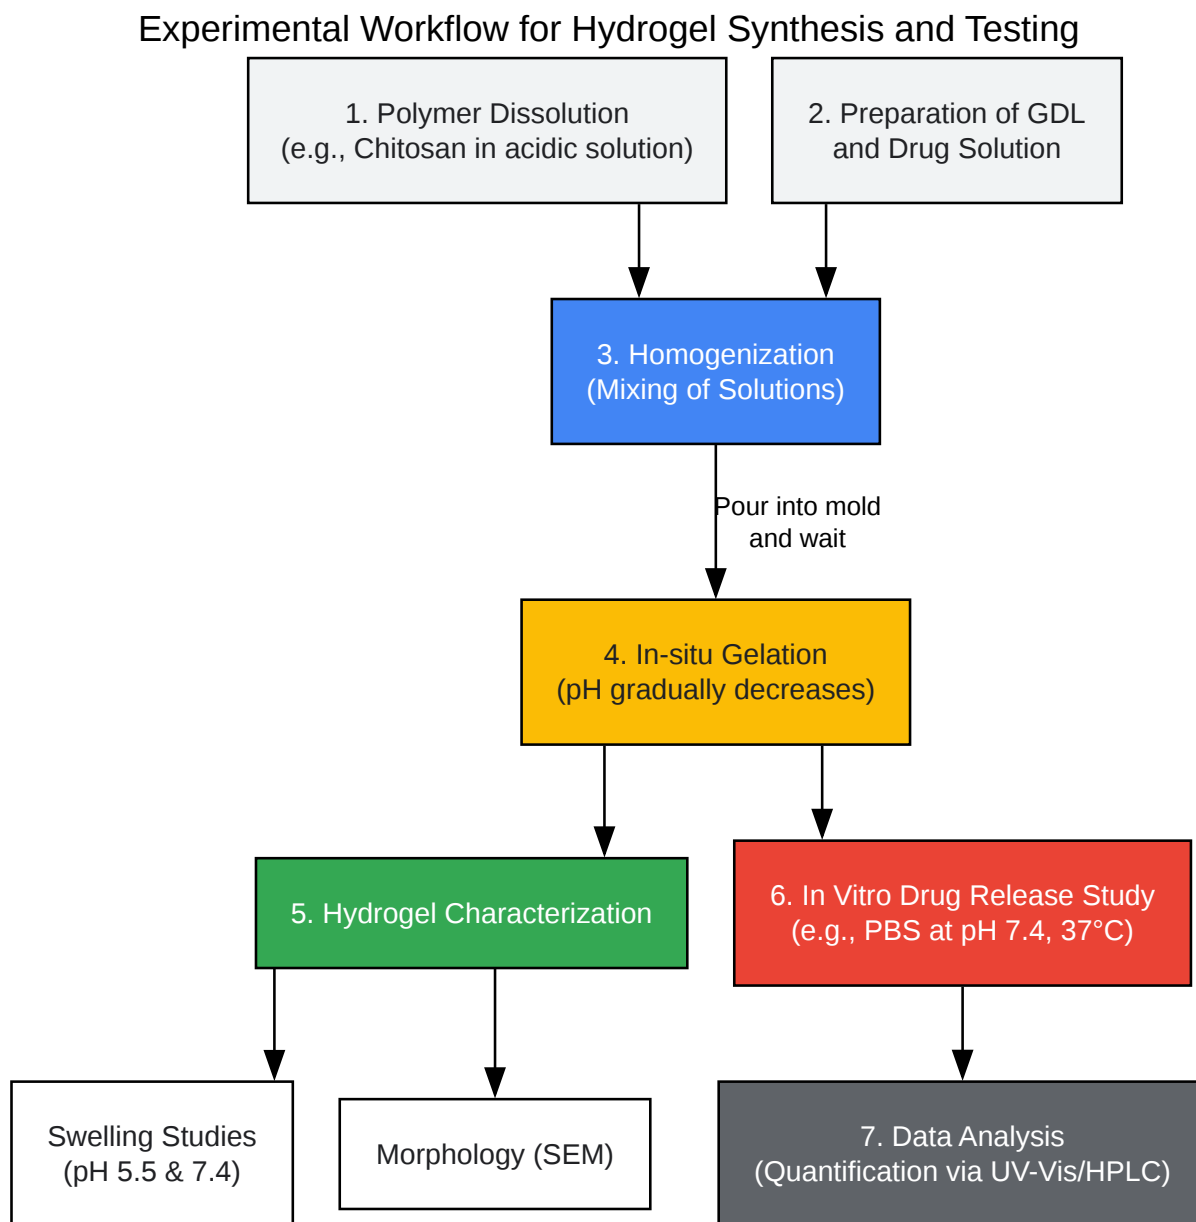 Experimental Workflow for Hydrogel Synthesis and Testing
1. Polymer Dissolution
(e.g., Chitosan in acidic solution)
2. Preparation of GDL
and Drug Solution
3. Homogenization
(Mixing of Solutions)
Pour into mold
and wait
4. In-situ Gelation
(pH gradually decreases)
5. Hydrogel Characterization
6. In Vitro Drug Release Study
(e.g., PBS at pH 7.4, 37°C)
Swelling Studies
(pH 5.5 & 7.4)
Morphology (SEM)
7. Data Analysis
(Quantification via UV-Vis/HPLC)